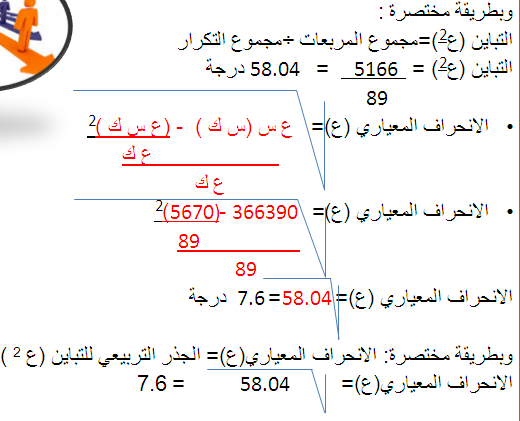 وبطريقة مختصرة :
التباين (ع2)=مجموع المربعات ÷مجموع التكرار
التباين (ع2) = 5166 = 58.04 درجة
89
• الانحراف المعياري (ع)= ع س (س ك ) - (ع س ك )2
ع ك
ع ك
• الانحراف المعياري (ع)= 366390 -(5670)2
89
89
الانحراف المعياري (ع)=58.04=7.6 درجة
وبطريقة مختصرة: الانحراف المعياري(ع)= الجذر التربيعي للتباين (ع 2 )
الانحراف المعياري(ع)= 58.04 = 7.6